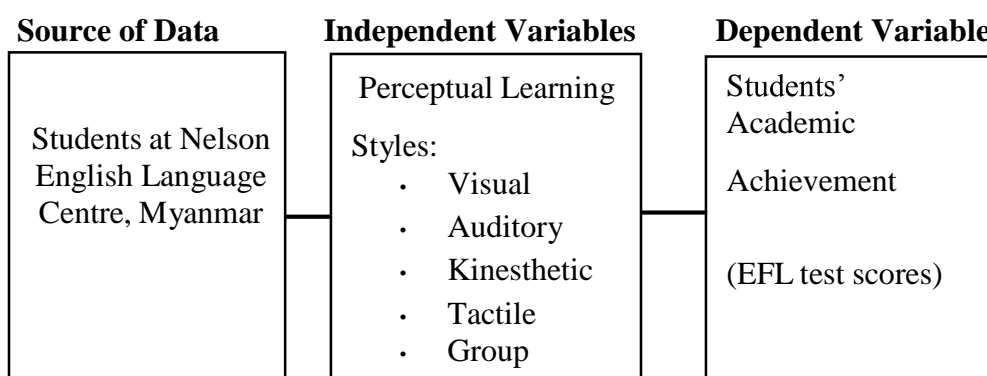 Source of Data
Independent Variables
Dependent Variable
Students at Nelson
English Language
Centre, Myanmar
Perceptual Learning
Styles:
· Visual
· Auditory
· Kinesthetic
· Tactile
· Group
Students’
Academic
Achievement
(EFL test scores)